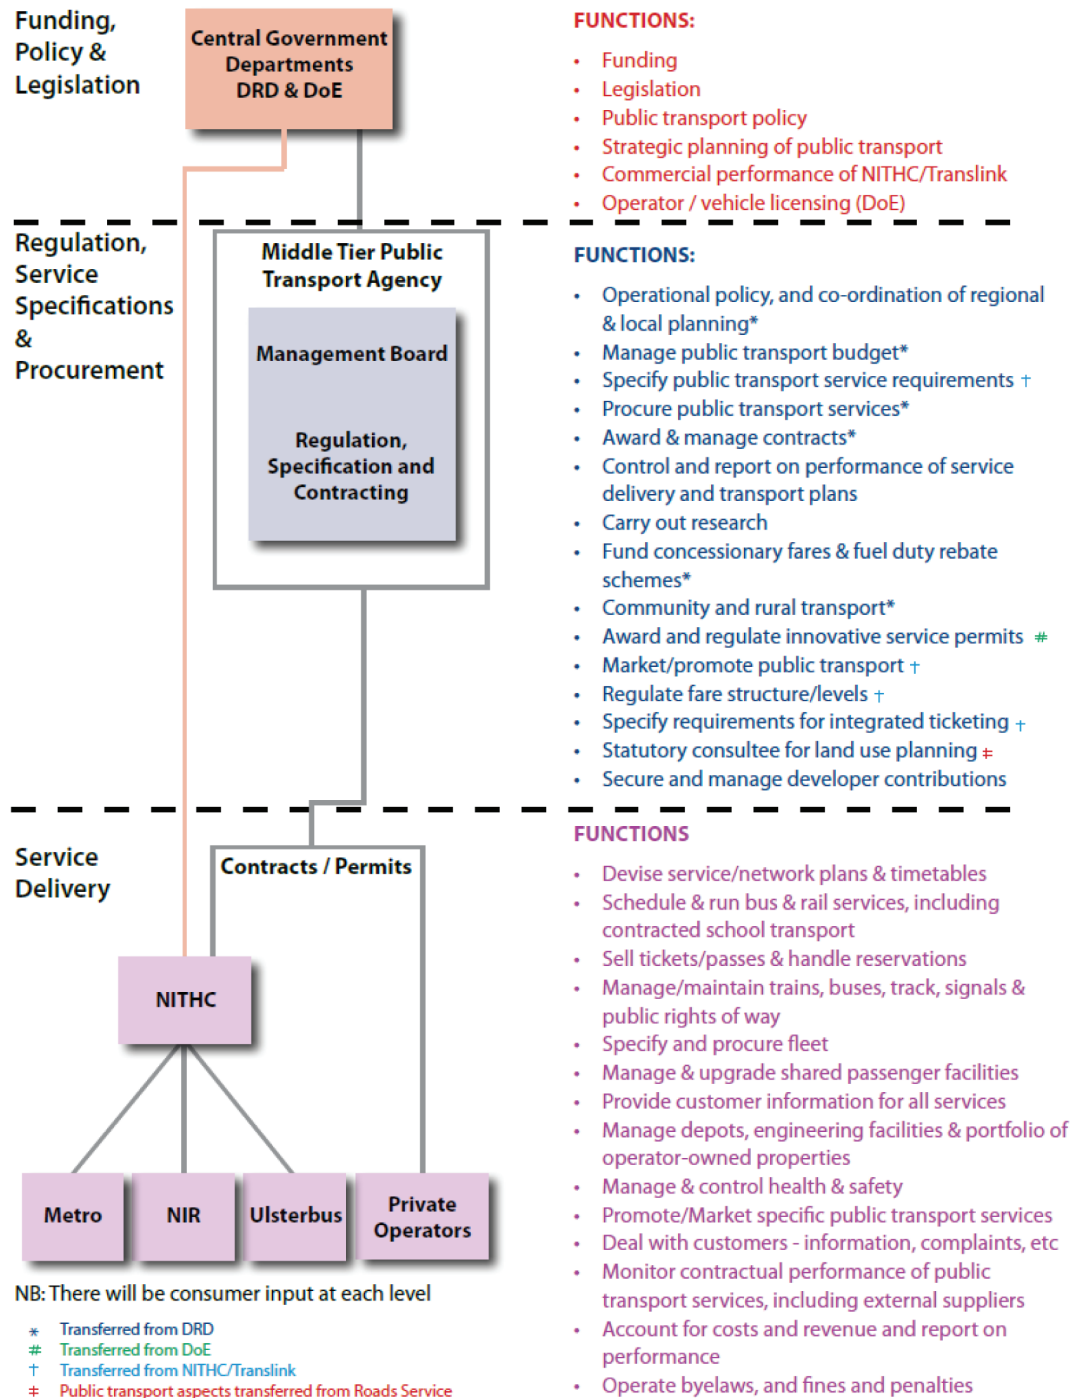 Funding,
Policy &
Legislation
Central Government
Departments
DRD & DoE
FUNCTIONS:
• Funding
• Legislation
• Public transport policy
• Strategic planning of public transport
• Commercial performance of NITHC/Translink
• Operator / vehicle licensing (DoE)
Regulation,
Service
Specifications
&
Procurement
Middle Tier Public
Transport Agency
Management Board
Regulation,
Specification and
Contracting
FUNCTIONS:
• Operational policy, and co-ordination of regional
& local planning*
• Manage public transport budget*
• Specify public transport service requirements †
• Procure public transport services*
• Award & manage contracts*
• Control and report on performance of service
delivery and transport plans
• Carry out research
• Fund concessionary fares & fuel duty rebate
schemes*
• Community and rural transport*
• Award and regulate innovative service permits #
• Market/promote public transport †
• Regulate fare structure/levels †
• Specify requirements for integrated ticketing †
• Statutory consultee for land use planning ‡
• Secure and manage developer contributions
Service
Delivery
Contracts / Permits
NITHC
Metro
NIR
Ulsterbus
Private
Operators
FUNCTIONS
• Devise service/network plans & timetables
• Schedule & run bus & rail services, including
contracted school transport
• Sell tickets/passes & handle reservations
• Manage/maintain trains, buses, track, signals &
public rights of way
• Specify and procure fleet
• Manage & upgrade shared passenger facilities
• Provide customer information for all services
• Manage depots, engineering facilities & portfolio of
operator-owned properties
• Manage & control health & safety
• Promote/Market specific public transport services
• Deal with customers - information, complaints, etc
• Monitor contractual performance of public
transport services, including external suppliers
• Account for costs and revenue and report on
performance
• Operate byelaws, and fines and penalties
NB: There will be consumer input at each level
* Transferred from DRD
# Transferred from DoE
† Transferred from NITHC/Translink
‡ Public transport aspects transferred from Roads Service